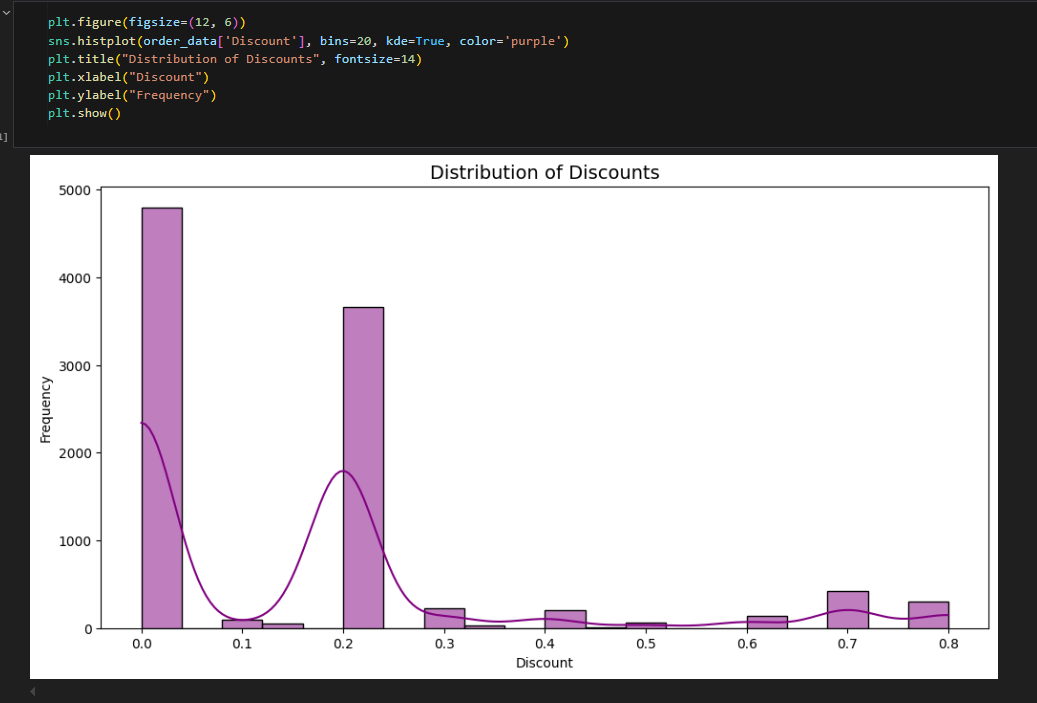 plt.figure(figsize=(12, 6))
sns.histplot(order_data['Discount'], bins=20, kde=True, color='purple')
plt.title("Distribution of Discounts", fontsize=14)
plt.xlabel("Discount")
plt.ylabel("Frequency")
plt.show()
]
Distribution of Discounts
5000
4000
3000
2000
1000
0
Frequency
0.0 0.1 0.2 0.3 0.4 0.5 0.6 0.7 0.8
Discount